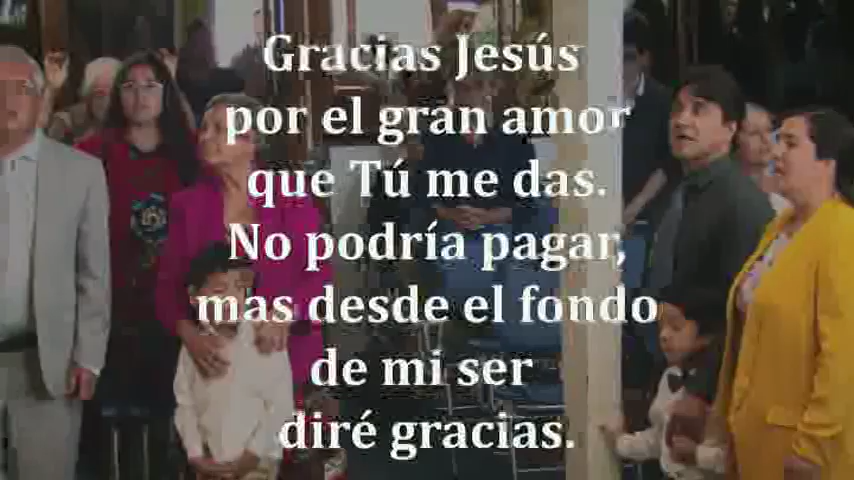 Gracias Jesús
por el gran amor
que Tú me das.
No podría pagar,
mas desde el fondo
de mi ser
diré gracias.